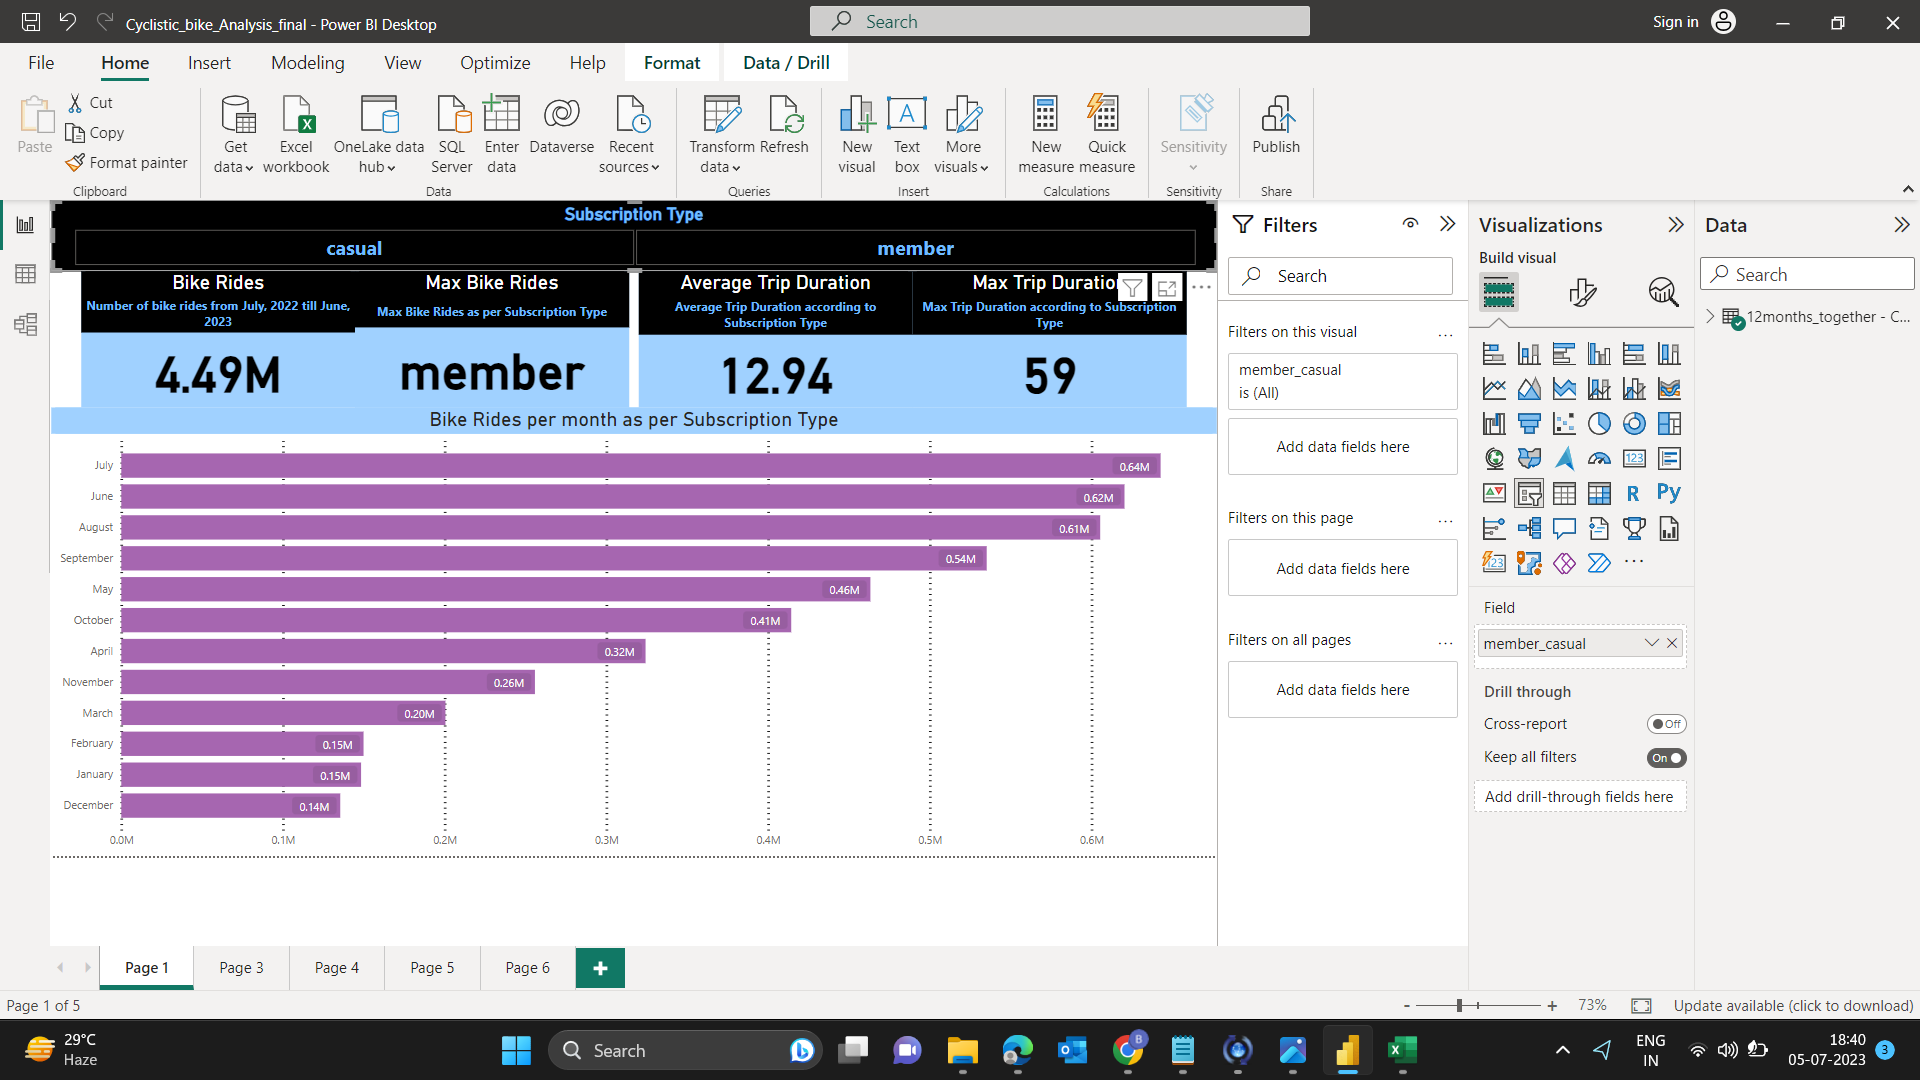 Cyclistic_bike_Analysis_final - Power BI Desktop
Search
Sign in
File Home Insert Modeling View Optimize Help Format Data / Drill
Paste
Cut
Copy
Format painter
Clipboard
Get data
Excel workbook
OneLake data hub
SQL Server
Enter data
Dataverse
Recent sources
Data
Transform data
Refresh
Queries
New visual
Text box
More visuals
Insert
New measure
Quick measure
Calculations
Sensitivity
Sensitivity
Publish
Share
Subscription Type
casual
member
Bike Rides
Number of bike rides from July, 2022 till June,
2023
4.49M
Max Bike Rides
Max Bike Rides as per Subscription Type
member
Average Trip Duration
Average Trip Duration according to
Subscription Type
12.94
Max Trip Duratio
Max Trip Duration according to Subscription
Type
59
Bike Rides per month as per Subscription Type
July 0.64M
June 0.62M
August 0.61M
September 0.54M
May 0.46M
October 0.41M
April 0.32M
November 0.26M
March 0.20M
February 0.15M
January 0.15M
December 0.14M
0.0M 0.1M 0.2M 0.3M 0.4M 0.5M 0.6M
Filters
Search
Filters on this visual ...
member_casual
is (All)
Add data fields here
Filters on this page ...
Add data fields here
Filters on all pages ...
Add data fields here
Visualizations
Build visual
123
R
Py
123
...
Field
member_casual
Drill through
Cross-report Off
Keep all filters On
Add drill-through fields here
Data
Search
12months_together - C...
Page 1 Page 3 Page 4 Page 5 Page 6 +
Page 1 of 5
- + 73%
Update available (click to download)
29°C
Haze
Search
B
ENG
IN
18:40
05-07-2023
3